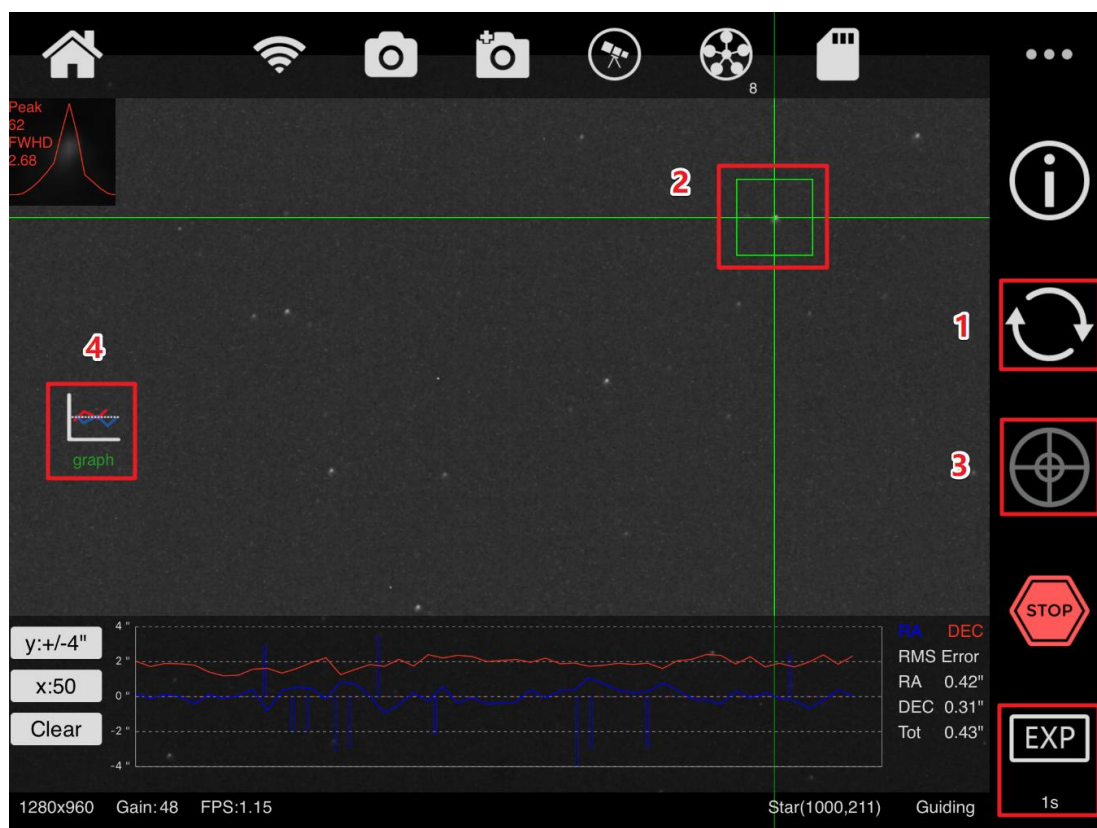 8
Peak
62
FWHD
2.68
2
1
4
graph
3
STOP
y:+/-4"
x:50
Clear
4 "
2 "
0 "
-2 "
-4 "
RA DEC
RMS Error
RA 0.42"
DEC 0.31"
Tot 0.43"
EXP
1s
1280x960 Gain:48 FPS:1.15 Star(1000,211) Guiding